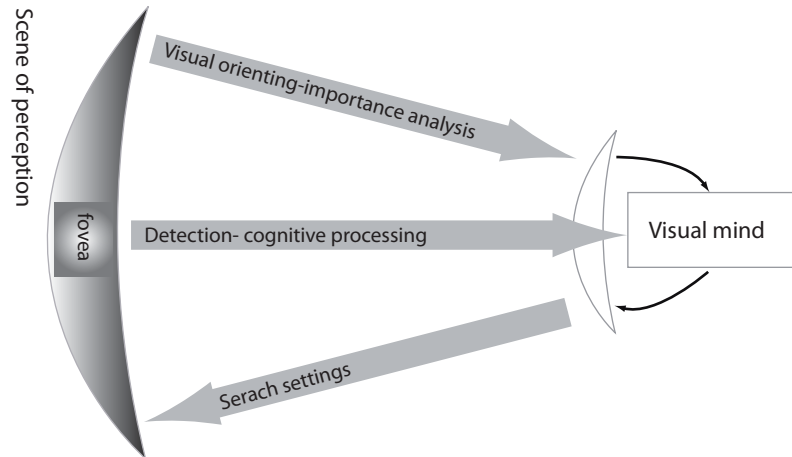 Scene of perception
Visual orienting-importance analysis
fovea
Detection- cognitive processing
Visual mind
Serach settings